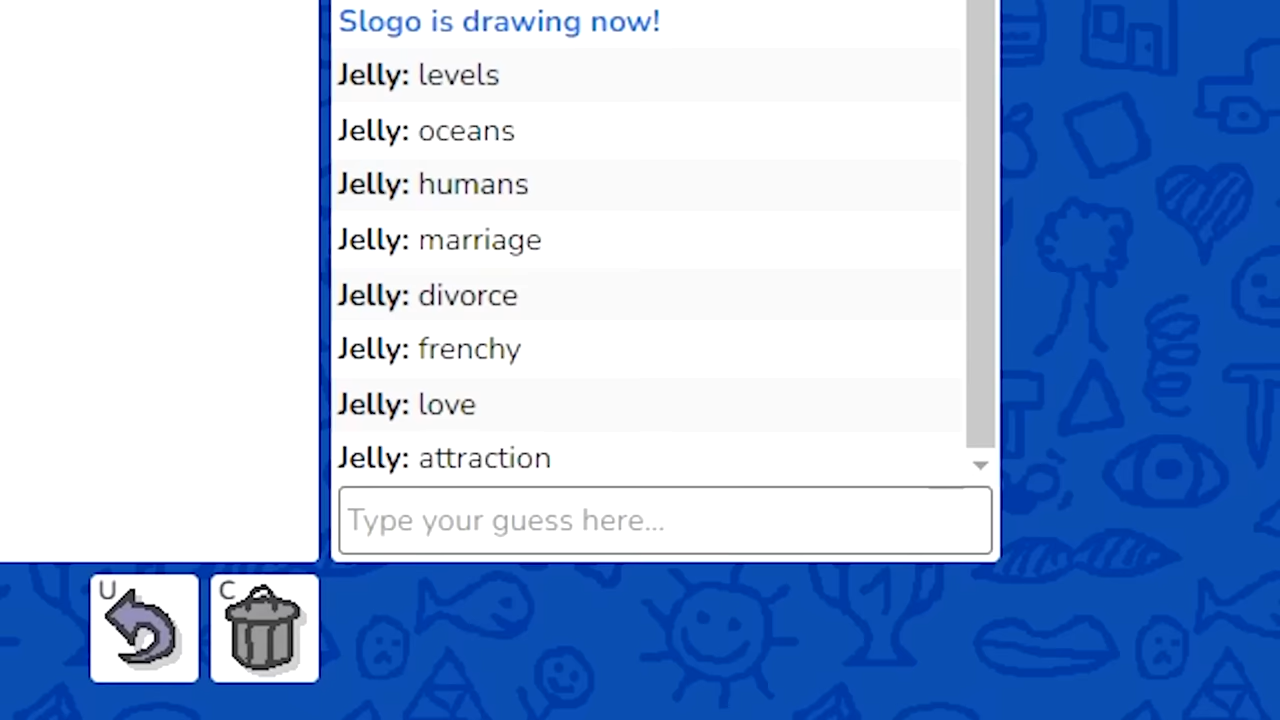 Slogo is drawing now!
Jelly: levels
Jelly: oceans
Jelly: humans
Jelly: marriage
Jelly: divorce
Jelly: frenchy
Jelly: love
Jelly: attraction
Type your guess here...
U C